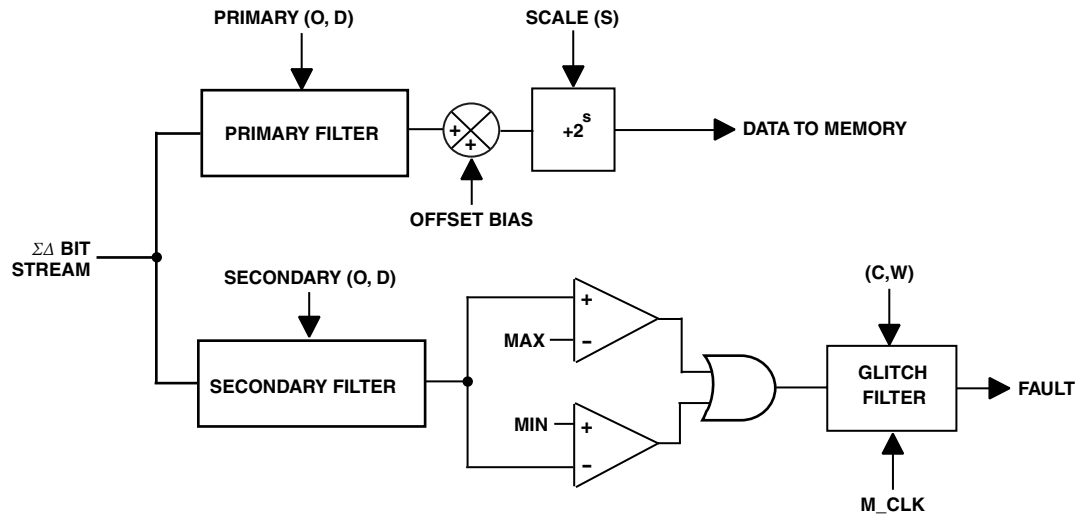 PRIMARY (O, D)
SCALE (S)
PRIMARY FILTER
+
+
+2^s
DATA TO MEMORY
OFFSET BIAS
ΣΔ BIT
STREAM
SECONDARY (O, D)
(C,W)
+
MAX
−
SECONDARY FILTER
GLITCH
FILTER
FAULT
MIN
+
−
M_CLK